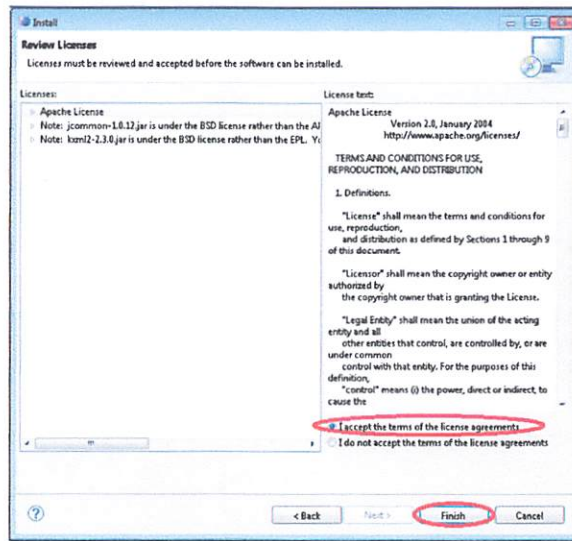 Install
Review Licenses
Licenses must be reviewed and accepted before the software can be installed.
Licenses:
Apache License
Note: jcommon-1.0.12.jar is under the BSD license rather than the
Note: kxml2-2.3.0.jar is under the BSD license rather than the EPL.
License text:
Apache License
Version 2.0, January 2004
http://www.apache.org/licenses/
TERMS AND CONDITIONS FOR USE,
REPRODUCTION, AND DISTRIBUTION
1. Definitions.
"License" shall mean the terms and conditions for
use, reproduction,
and distribution as defined by Sections 1 through 9
of this document.
"Licensor" shall mean the copyright owner or entity
authorized by
the copyright owner that is granting the License.
"Legal Entity" shall mean the union of the acting
entity and all
other entities that control, are controlled by, or are
under common
control with that entity. For the purposes of this
definition,
"control" means (i) the power, direct or indirect, to
cause the
I accept the terms of the license agreements
I do not accept the terms of the license agreements
< Back
Next >
Finish
Cancel